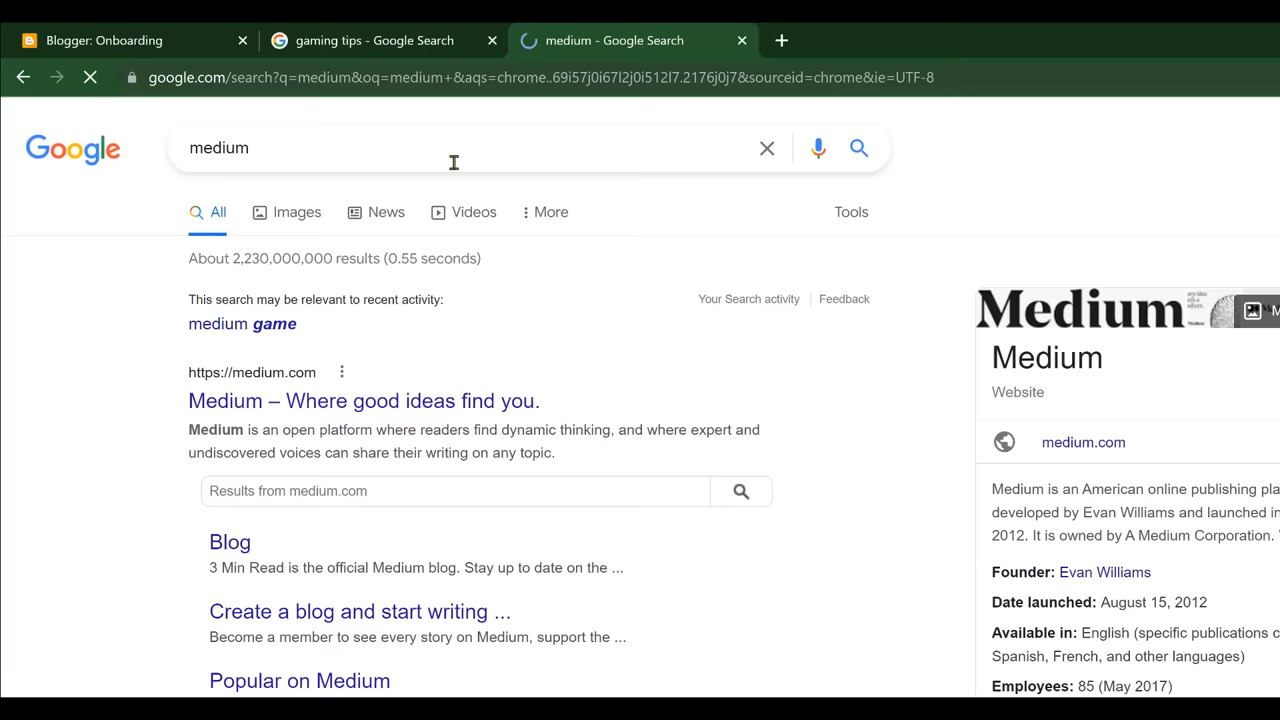 Blogger: Onboarding
gaming tips - Google Search
medium - Google Search
google.com/search?q=medium&oq=medium+&aqs=chrome..69i57j0i67l2j0i512l7.2176j0j7&sourceid=chrome&ie=UTF-8
Google
medium
All Images News Videos More Tools
About 2,230,000,000 results (0.55 seconds)
This search may be relevant to recent activity: Your Search activity Feedback
medium game
https://medium.com
Medium – Where good ideas find you.
Medium is an open platform where readers find dynamic thinking, and where expert and
undiscovered voices can share their writing on any topic.
Results from medium.com
Blog
3 Min Read is the official Medium blog. Stay up to date on the ...
Create a blog and start writing ...
Become a member to see every story on Medium, support the ...
Popular on Medium
Medium
M
Medium
Website
medium.com
Medium is an American online publishing pla
developed by Evan Williams and launched in
2012. It is owned by A Medium Corporation.
Founder: Evan Williams
Date launched: August 15, 2012
Available in: English (specific publications c
Spanish, French, and other languages)
Employees: 85 (May 2017)